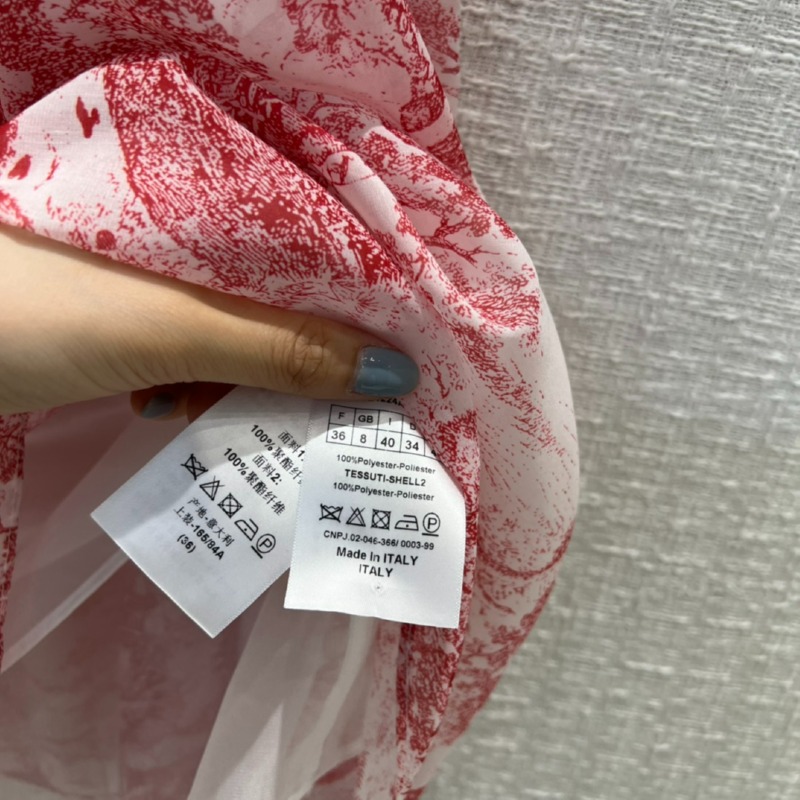 面料1.
100%聚酯纤
面料2.
100%聚酯纤维
产地-意大利
上装-165/84A
(36)
F GB I
36 8 40 34
100%Polyester-Poliester
TESSUTI-SHELL2
100%Polyester-Poliester
CNPJ.02-046-366/ 0003-99
Made in ITALY
ITALY